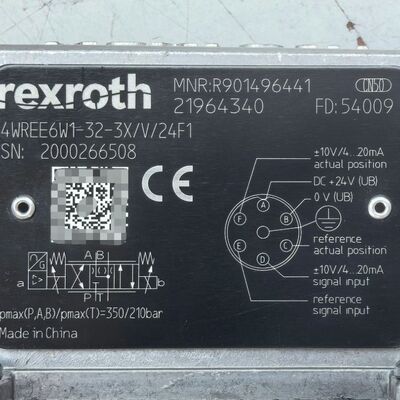 rexroth
MNR:R901496441
CN50
21964340
FD: 54009
4WREE6W1-32-3X/V/24F1
SN: 2000266508
±10V/4...20mA
actual position
DC +24V (UB)
0 V (UB)
A
F
B
E
C
D
reference
actual position
±10V/4...20mA
signal input
reference
signal input
A B
a
b
P T
pmax(P,A,B)/pmax(T)=350/210bar
Made in China